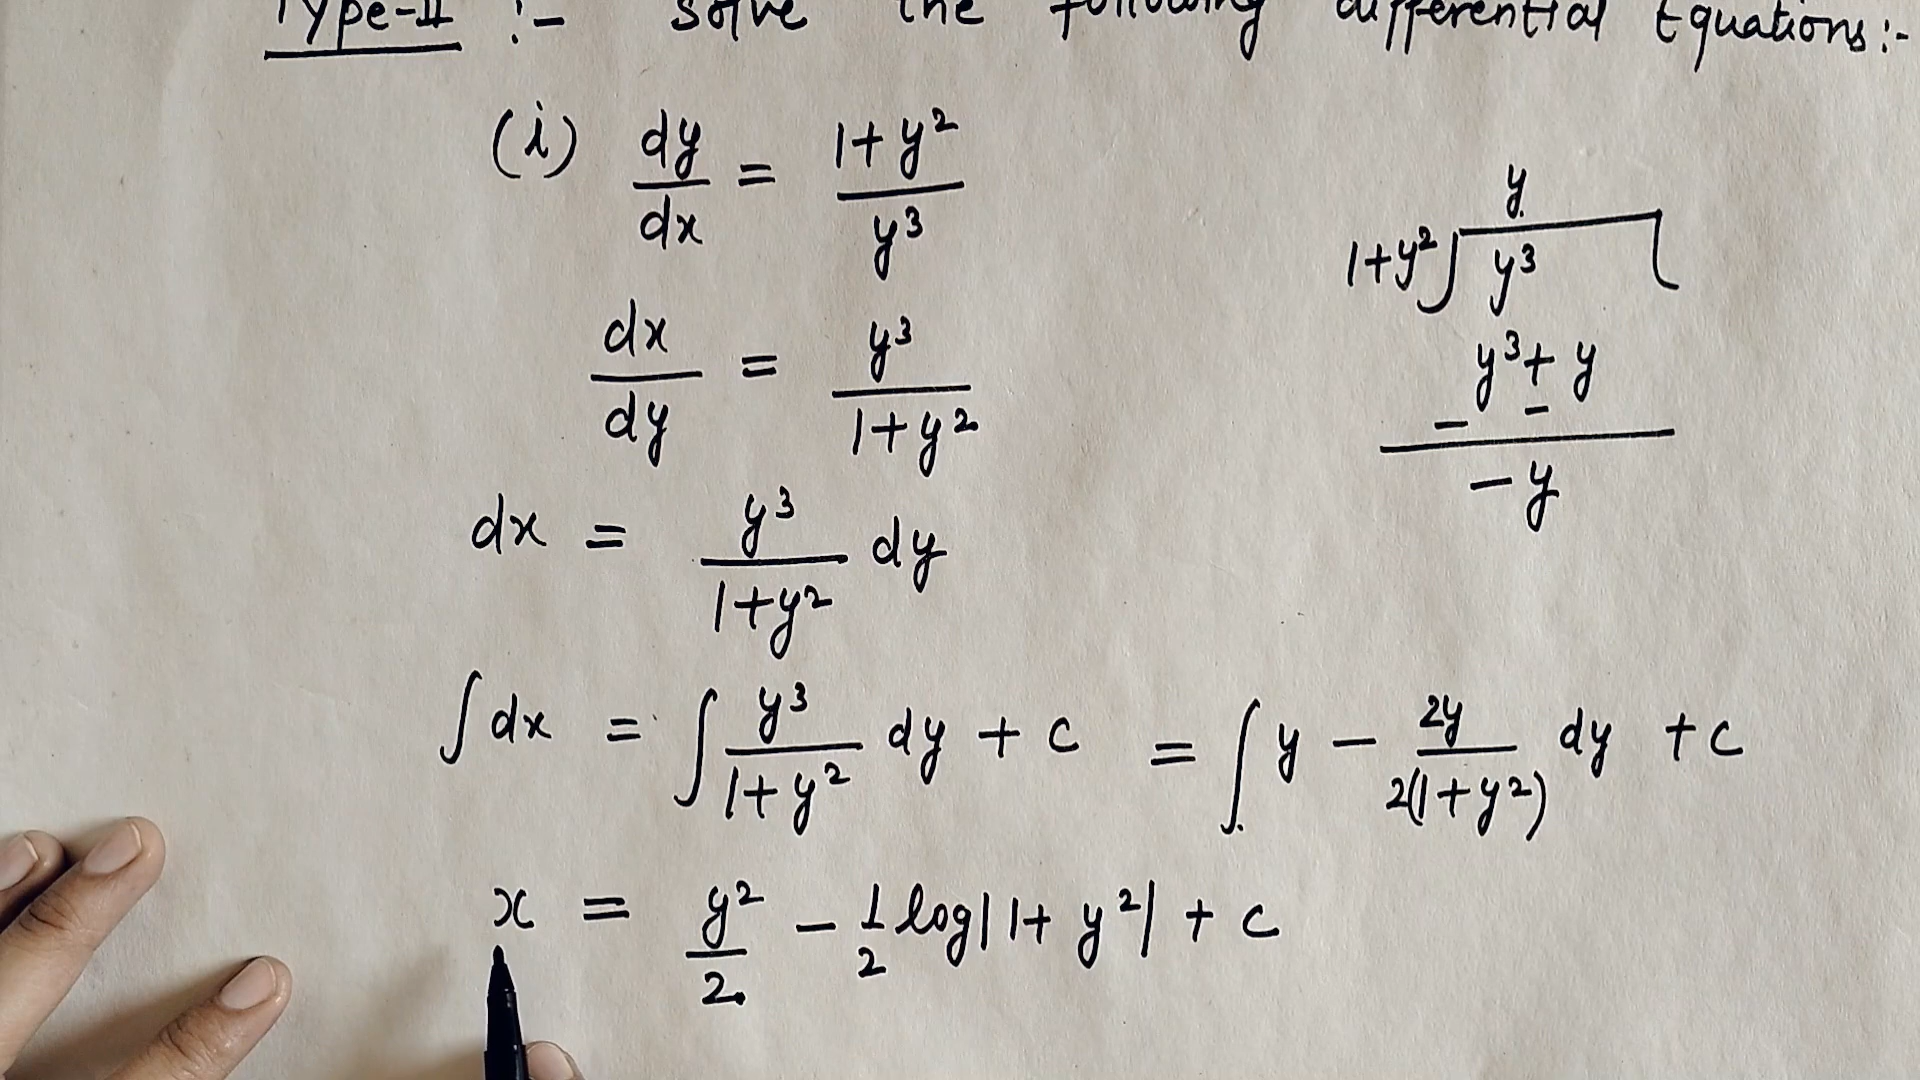 Type-II :- Solve the following differential Equations:-
(i) dy/dx = 1+y²/y³
dx/dy = y³/1+y²
dx = y³/1+y² dy
∫dx = ∫ y³/1+y² dy + c = ∫ y - 2y/2(1+y²) dy + c
x = y²/2 - 1/2 log|1+y²| + c
y
1+y² ) y³
y³ + y
- -
-y